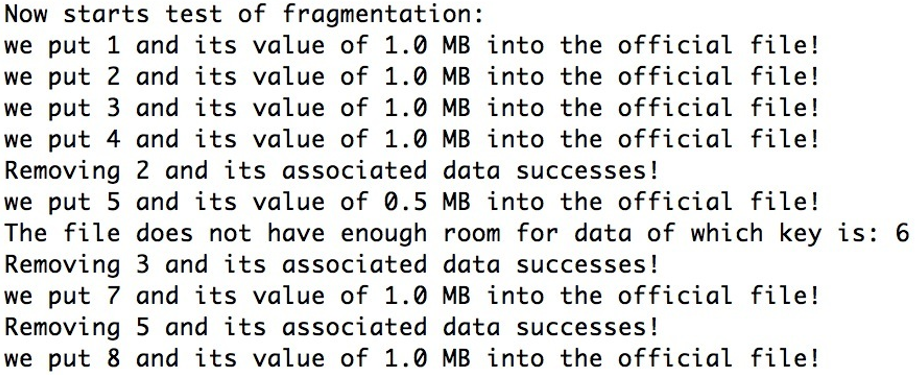 Now starts test of fragmentation:
we put 1 and its value of 1.0 MB into the official file!
we put 2 and its value of 1.0 MB into the official file!
we put 3 and its value of 1.0 MB into the official file!
we put 4 and its value of 1.0 MB into the official file!
Removing 2 and its associated data successes!
we put 5 and its value of 0.5 MB into the official file!
The file does not have enough room for data of which key is: 6
Removing 3 and its associated data successes!
we put 7 and its value of 1.0 MB into the official file!
Removing 5 and its associated data successes!
we put 8 and its value of 1.0 MB into the official file!